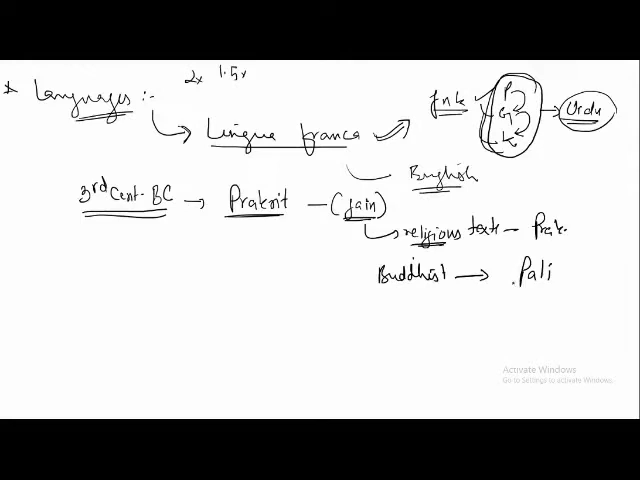 2x 1.5x
* Languages :-
Lingua franca
P
G
K
Urdu
English
3rd Cent. BC → Prakrit - (Jain)
religious texts - Prak.
Buddhist → Pali
Activate Windows
Go to Settings to activate Windows.